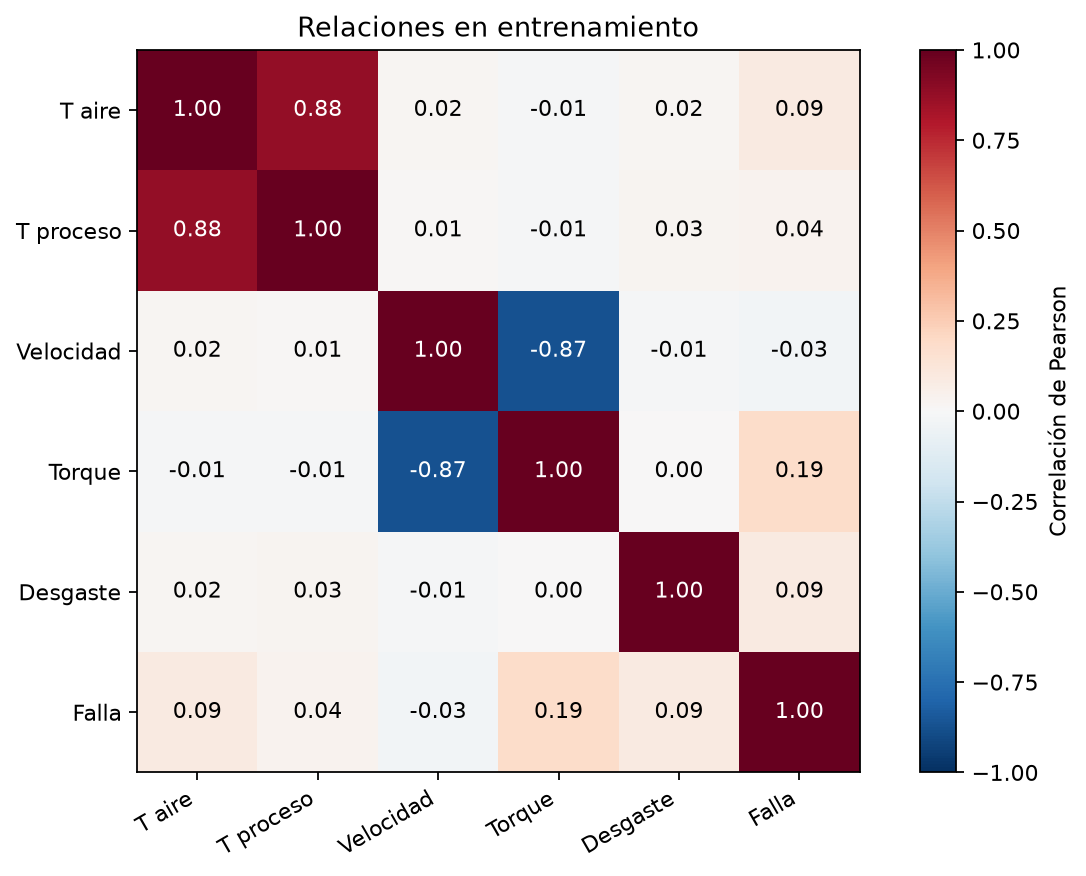 Relaciones en entrenamiento
T aire 1.00 0.88 0.02 -0.01 0.02 0.09
T proceso 0.88 1.00 0.01 -0.01 0.03 0.04
Velocidad 0.02 0.01 1.00 -0.87 -0.01 -0.03
Torque -0.01 -0.01 -0.87 1.00 0.00 0.19
Desgaste 0.02 0.03 -0.01 0.00 1.00 0.09
Falla 0.09 0.04 -0.03 0.19 0.09 1.00
T aire T proceso Velocidad Torque Desgaste Falla
1.00
0.75
0.50
0.25
0.00
−0.25
−0.50
−0.75
−1.00
Correlación de Pearson